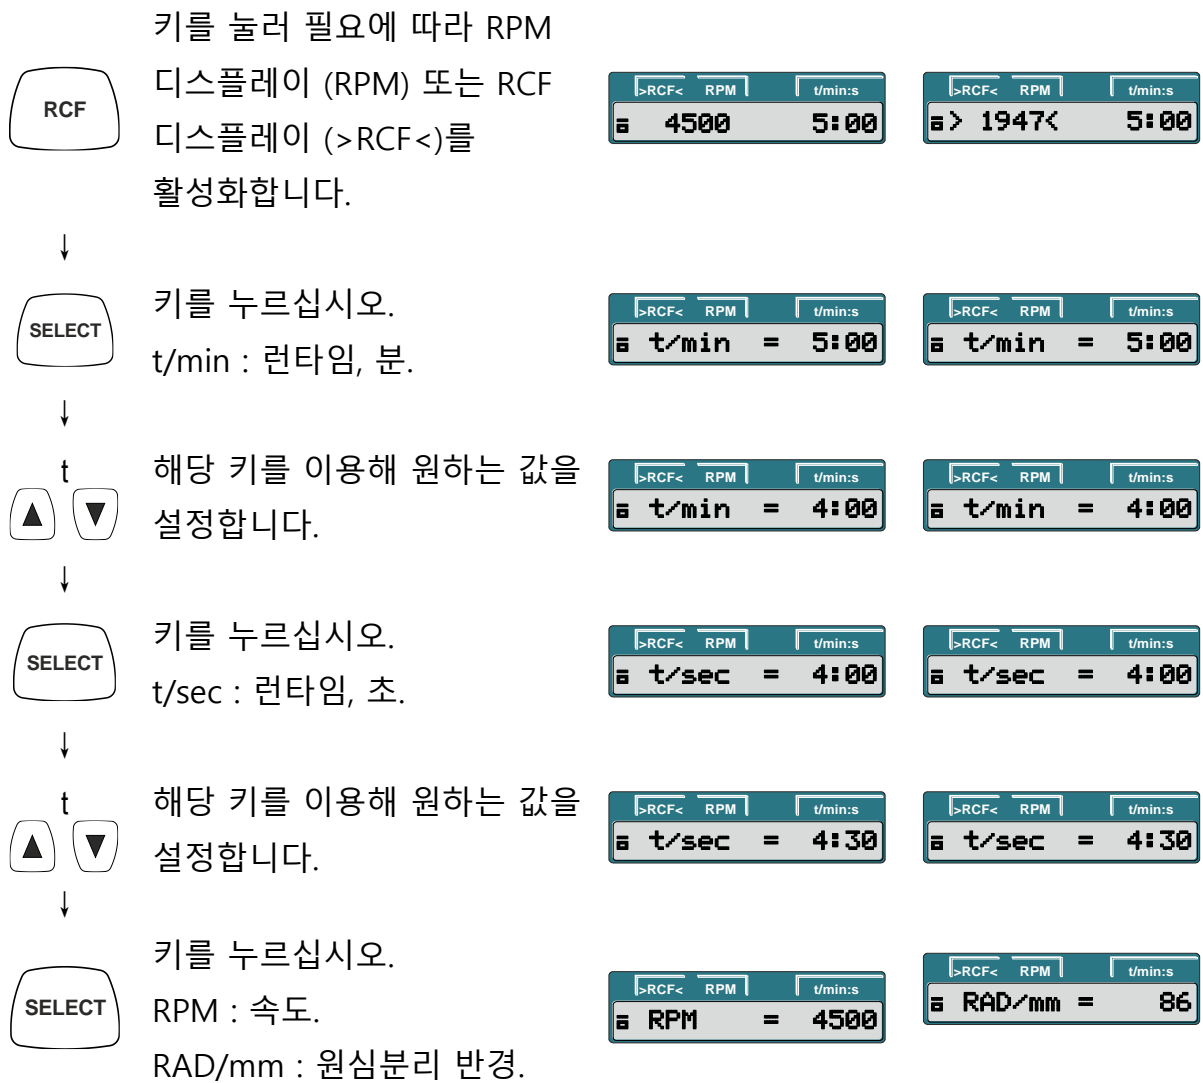 키를 눌러 필요에 따라 RPM
디스플레이 (RPM) 또는 RCF
디스플레이 (>RCF<)를
활성화합니다.
RCF
>RCF< RPM t/min:s
4500 5:00
>RCF< RPM t/min:s
> 1947< 5:00
↓
SELECT
키를 누르십시오.
t/min : 런타임, 분.
>RCF< RPM t/min:s
t/min = 5:00
>RCF< RPM t/min:s
t/min = 5:00
↓
t
▲ ▼
해당 키를 이용해 원하는 값을
설정합니다.
>RCF< RPM t/min:s
t/min = 4:00
>RCF< RPM t/min:s
t/min = 4:00
↓
SELECT
키를 누르십시오.
t/sec : 런타임, 초.
>RCF< RPM t/min:s
t/sec = 4:00
>RCF< RPM t/min:s
t/sec = 4:00
↓
t
▲ ▼
해당 키를 이용해 원하는 값을
설정합니다.
>RCF< RPM t/min:s
t/sec = 4:30
>RCF< RPM t/min:s
t/sec = 4:30
↓
SELECT
키를 누르십시오.
RPM : 속도.
RAD/mm : 원심분리 반경.
>RCF< RPM t/min:s
RPM = 4500
>RCF< RPM t/min:s
RAD/mm = 86